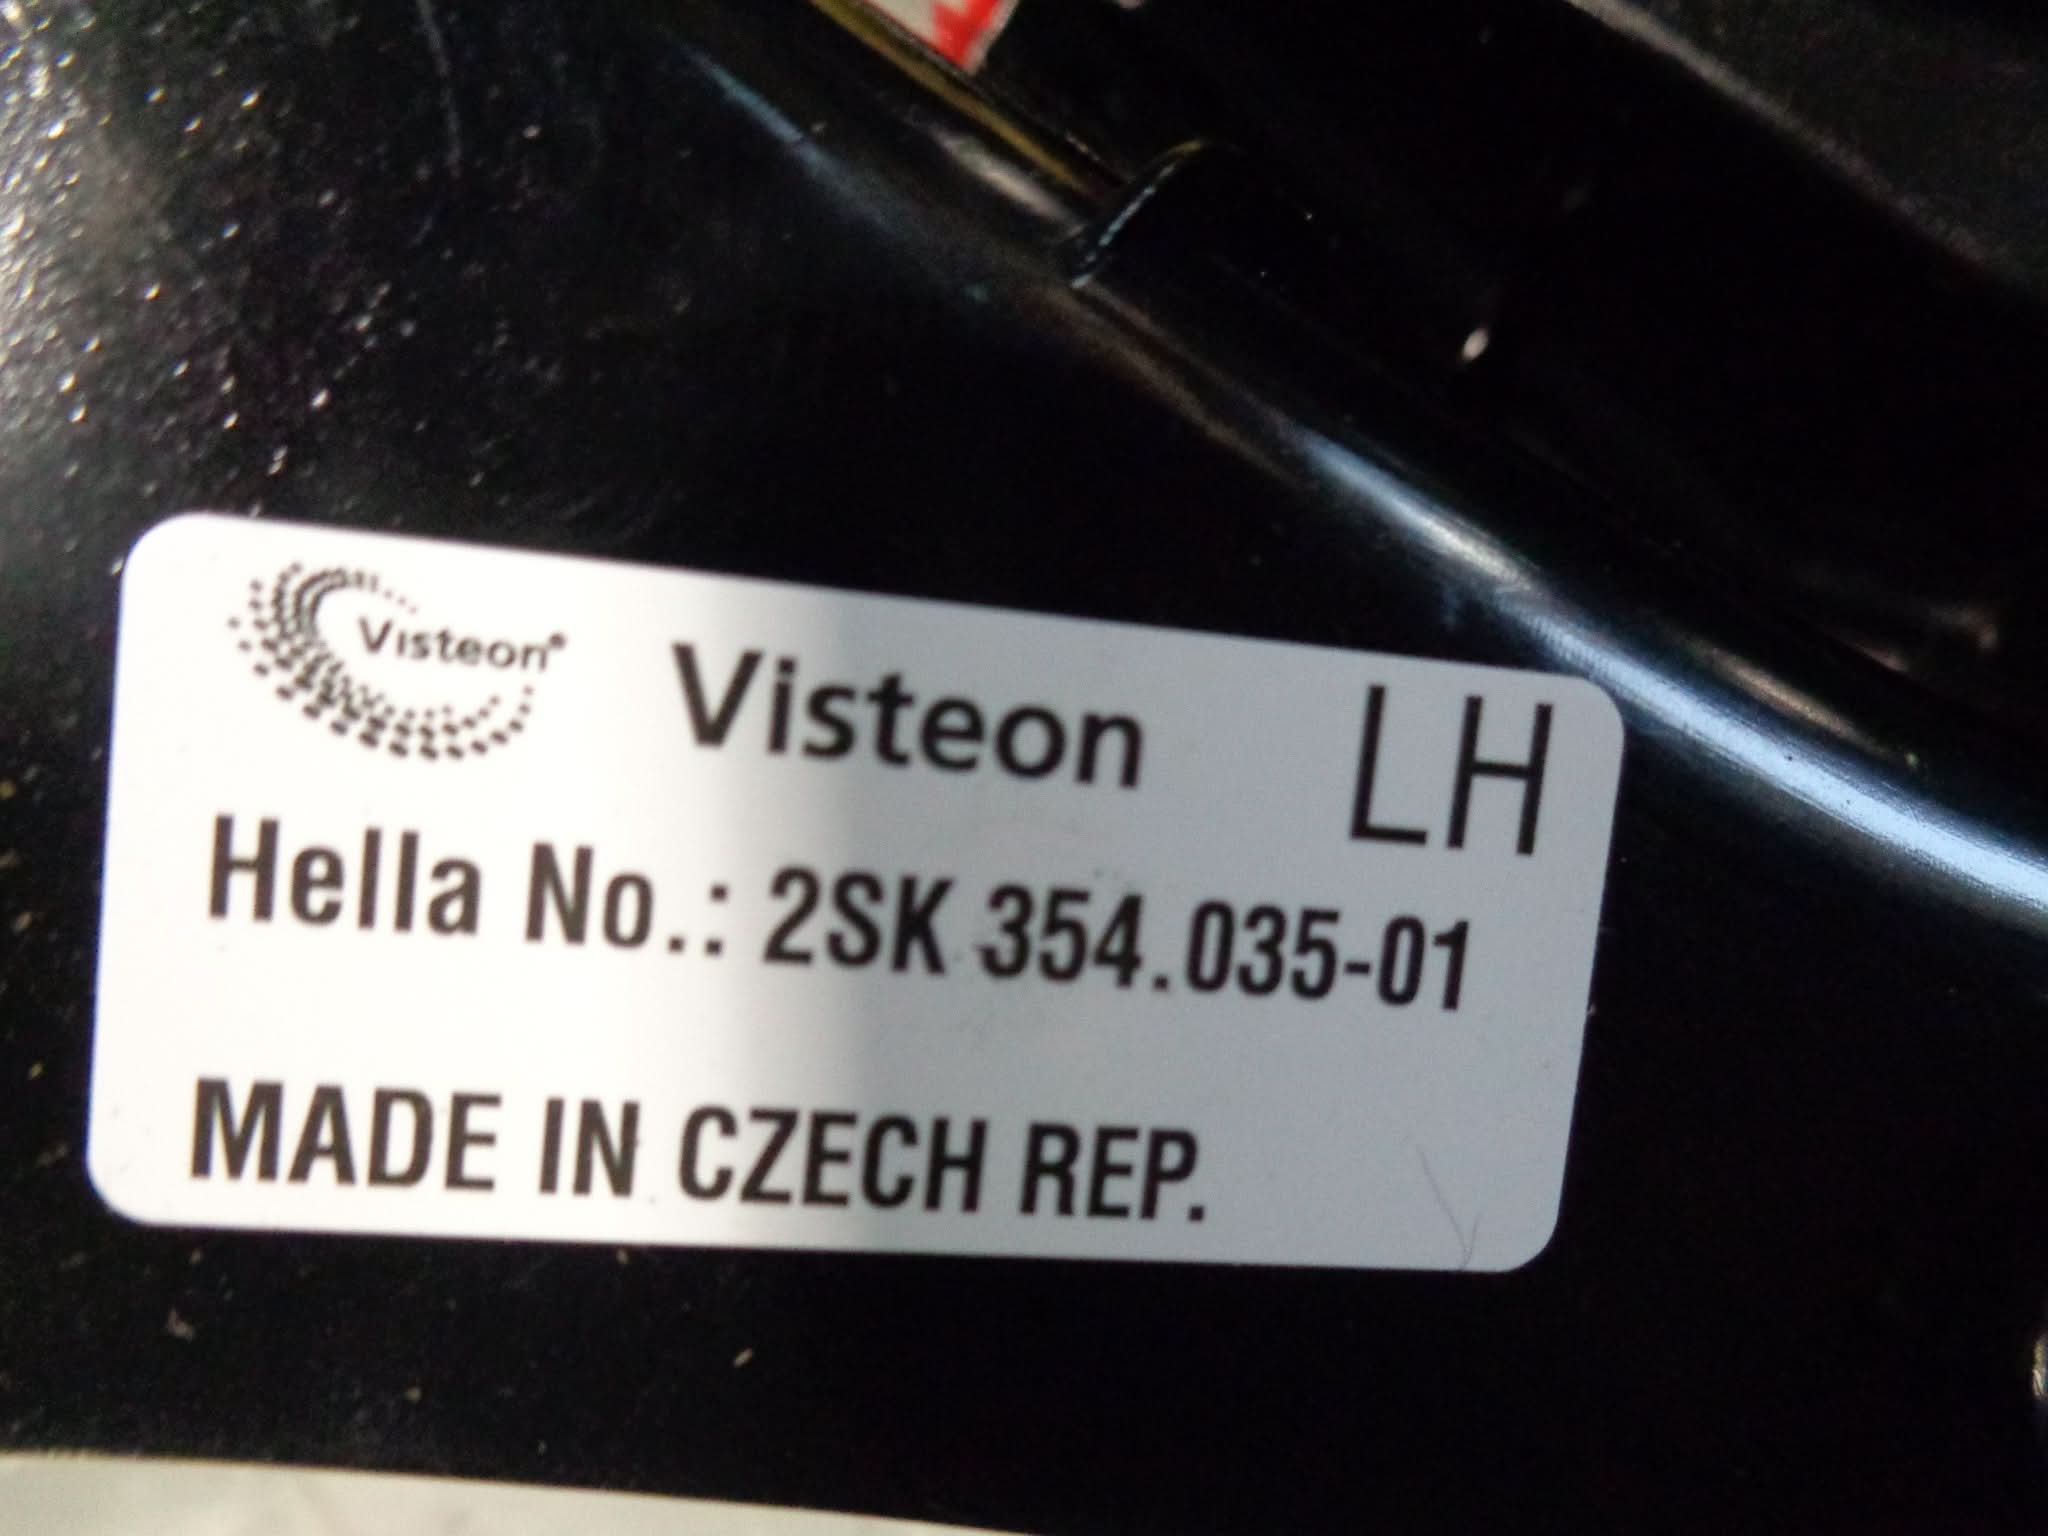 Visteon®
Visteon LH
Hella No.: 2SK 354.035-01
MADE IN CZECH REP.